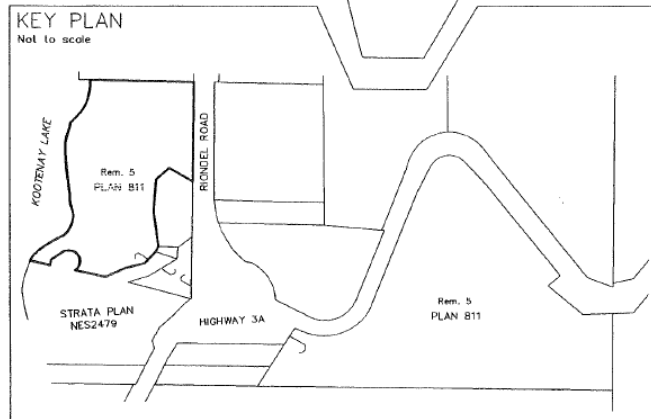 KEY PLAN
Not to scale
KOOTENAY LAKE
Rem. 5
PLAN 811
RIONDEL ROAD
STRATA PLAN
NES2479
HIGHWAY 3A
Rem. 5
PLAN 811